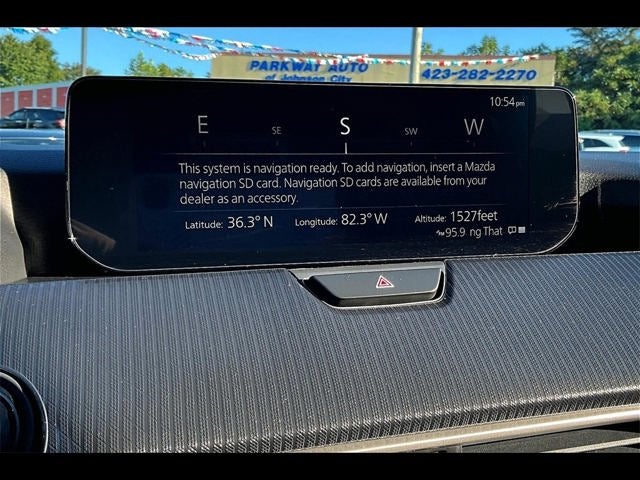 PARKWAY AUTO
of Johnson City
423-282-2270
10:54pm
E SE S SW W
This system is navigation ready. To add navigation, insert a Mazda
navigation SD card. Navigation SD cards are available from your
dealer as an accessory.
Latitude: 36.3° N Longitude: 82.3° W Altitude: 1527feet
95.9 ng That